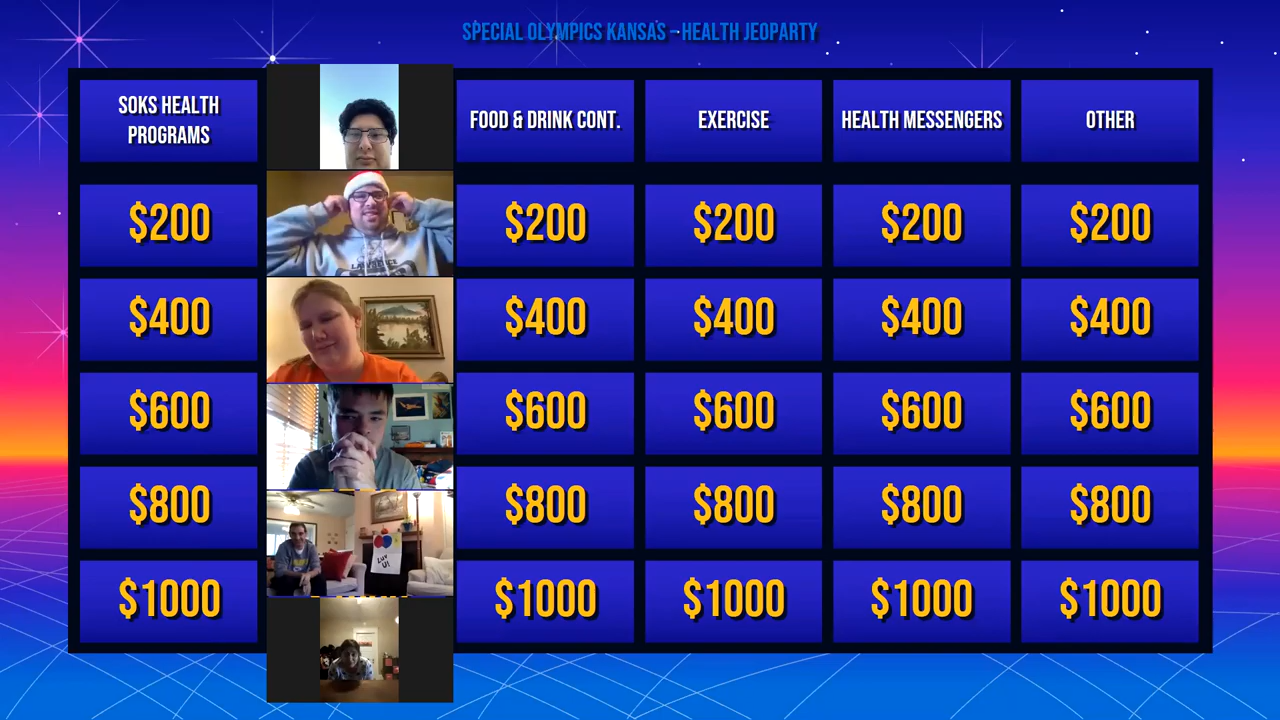 SPECIAL OLYMPICS KANSAS - HEALTH JEOPARTY
SOKS HEALTH
PROGRAMS
FOOD & DRINK CONT.
EXERCISE
HEALTH MESSENGERS
OTHER
$200
$200
$200
$200
$200
$400
$400
$400
$400
$400
$600
$600
$600
$600
$600
$800
$800
$800
$800
$800
$1000
$1000
$1000
$1000
$1000
LUV
U!